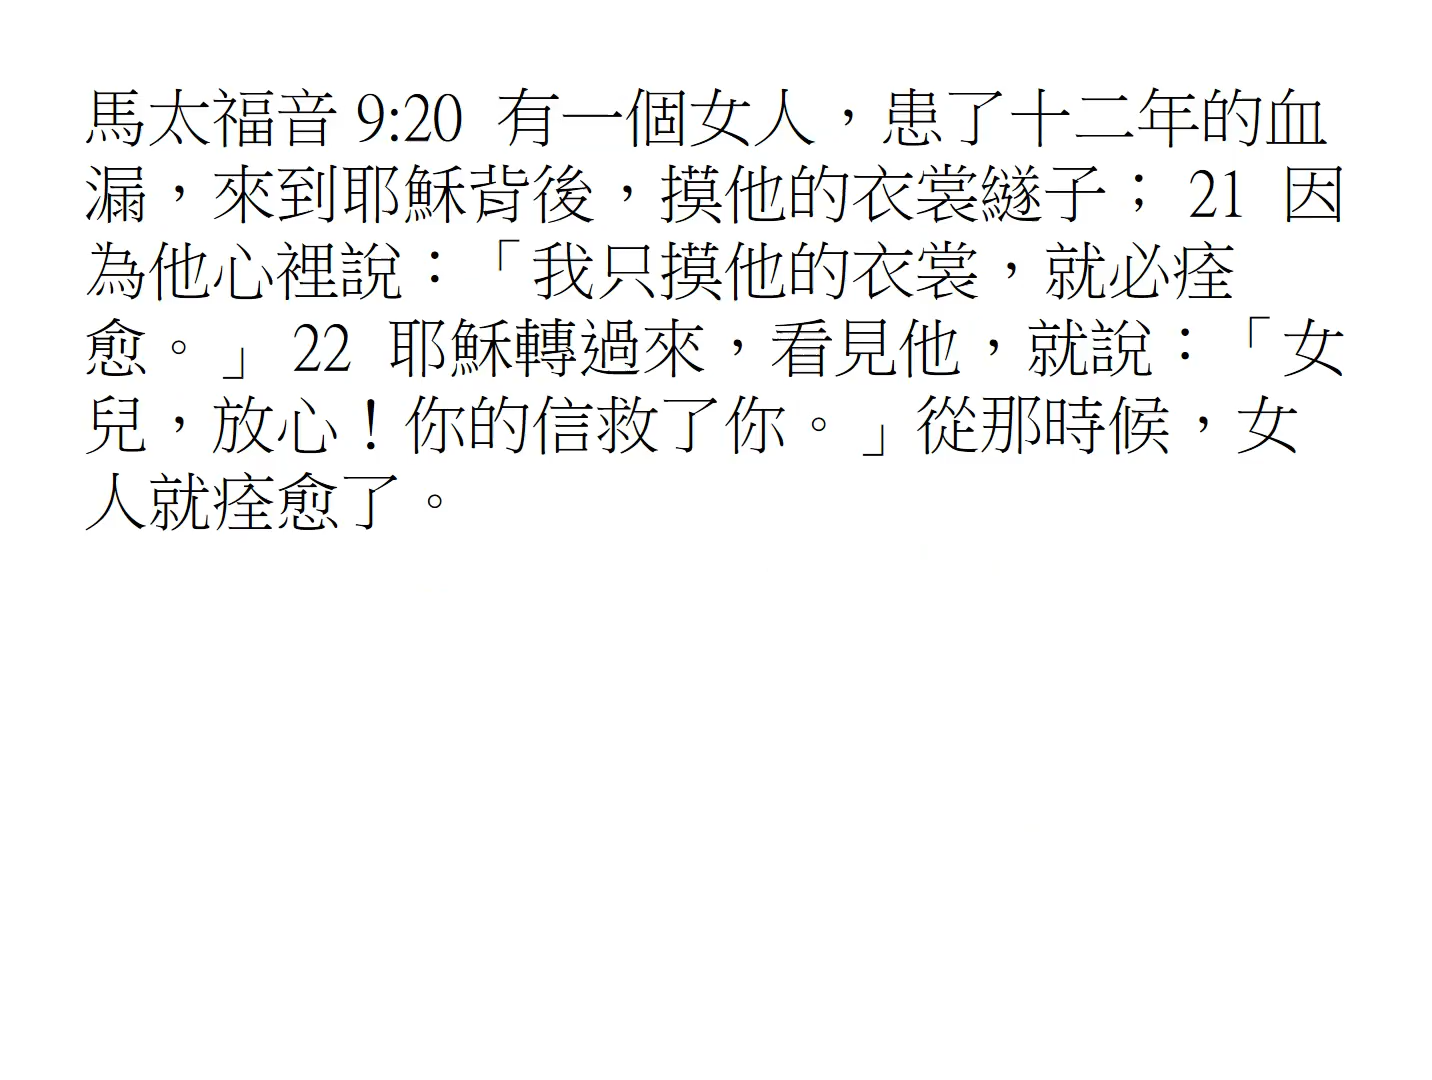 馬太福音 9:20 有一個女人，患了十二年的血
漏，來到耶穌背後，摸他的衣裳繸子； 21 因
為他心裡說：「我只摸他的衣裳，就必痊
愈。」 22 耶穌轉過來，看見他，就說：「女
兒，放心！你的信救了你。」從那時候，女
人就痊愈了。